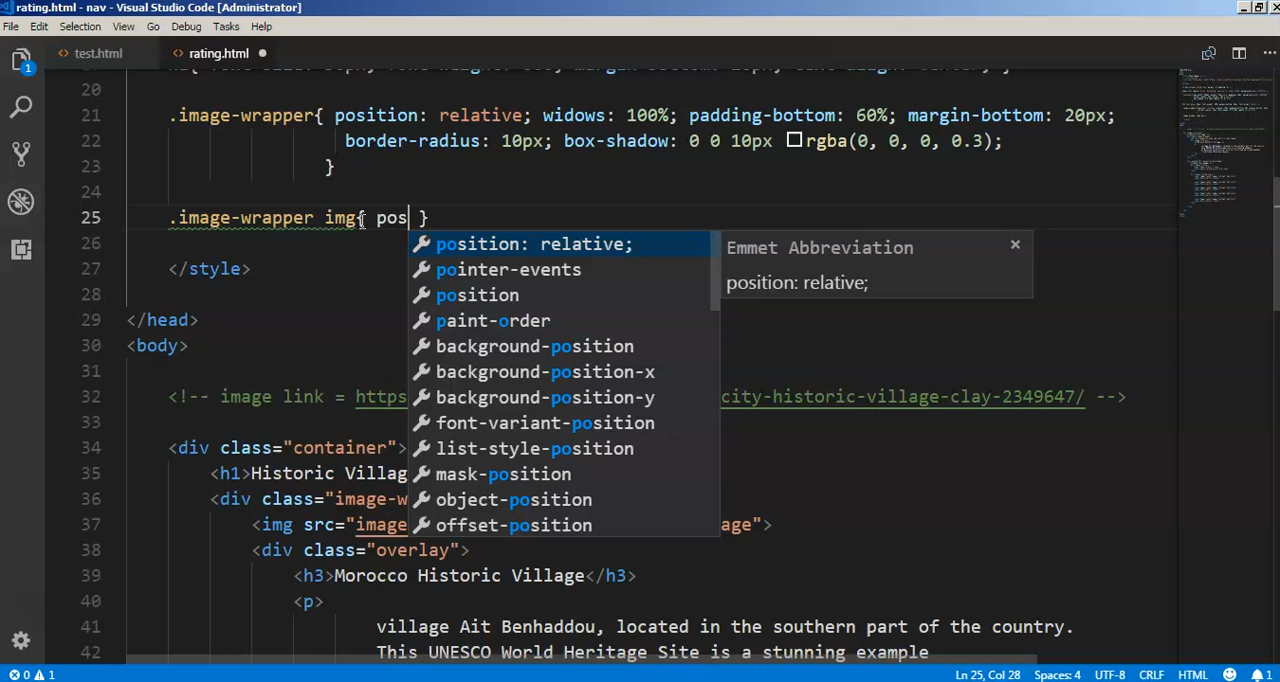 rating.html - nav - Visual Studio Code [Administrator]
File Edit Selection View Go Debug Tasks Help
1 test.html rating.html
20
21 .image-wrapper{ position: relative; widows: 100%; padding-bottom: 60%; margin-bottom: 20px;
22 border-radius: 10px; box-shadow: 0 0 10px rgba(0, 0, 0, 0.3);
23 }
24
25 .image-wrapper img{ pos }
26
27 </style>
28
29 </head>
30 <body>
31
32 <!-- image link = https city-historic-village-clay-2349647/ -->
33
34 <div class="container">
35 <h1>Historic Villag
36 <div class="image-w
37 <img src="image age">
38 <div class="overlay">
39 <h3>Morocco Historic Village</h3>
40 <p>
41 village Ait Benhaddou, located in the southern part of the country.
42 This UNESCO World Heritage Site is a stunning example
position: relative;
pointer-events
position
paint-order
background-position
background-position-x
background-position-y
font-variant-position
list-style-position
mask-position
object-position
offset-position
Emmet Abbreviation
position: relative;
0 1 Ln 25, Col 28 Spaces: 4 UTF-8 CRLF HTML 1